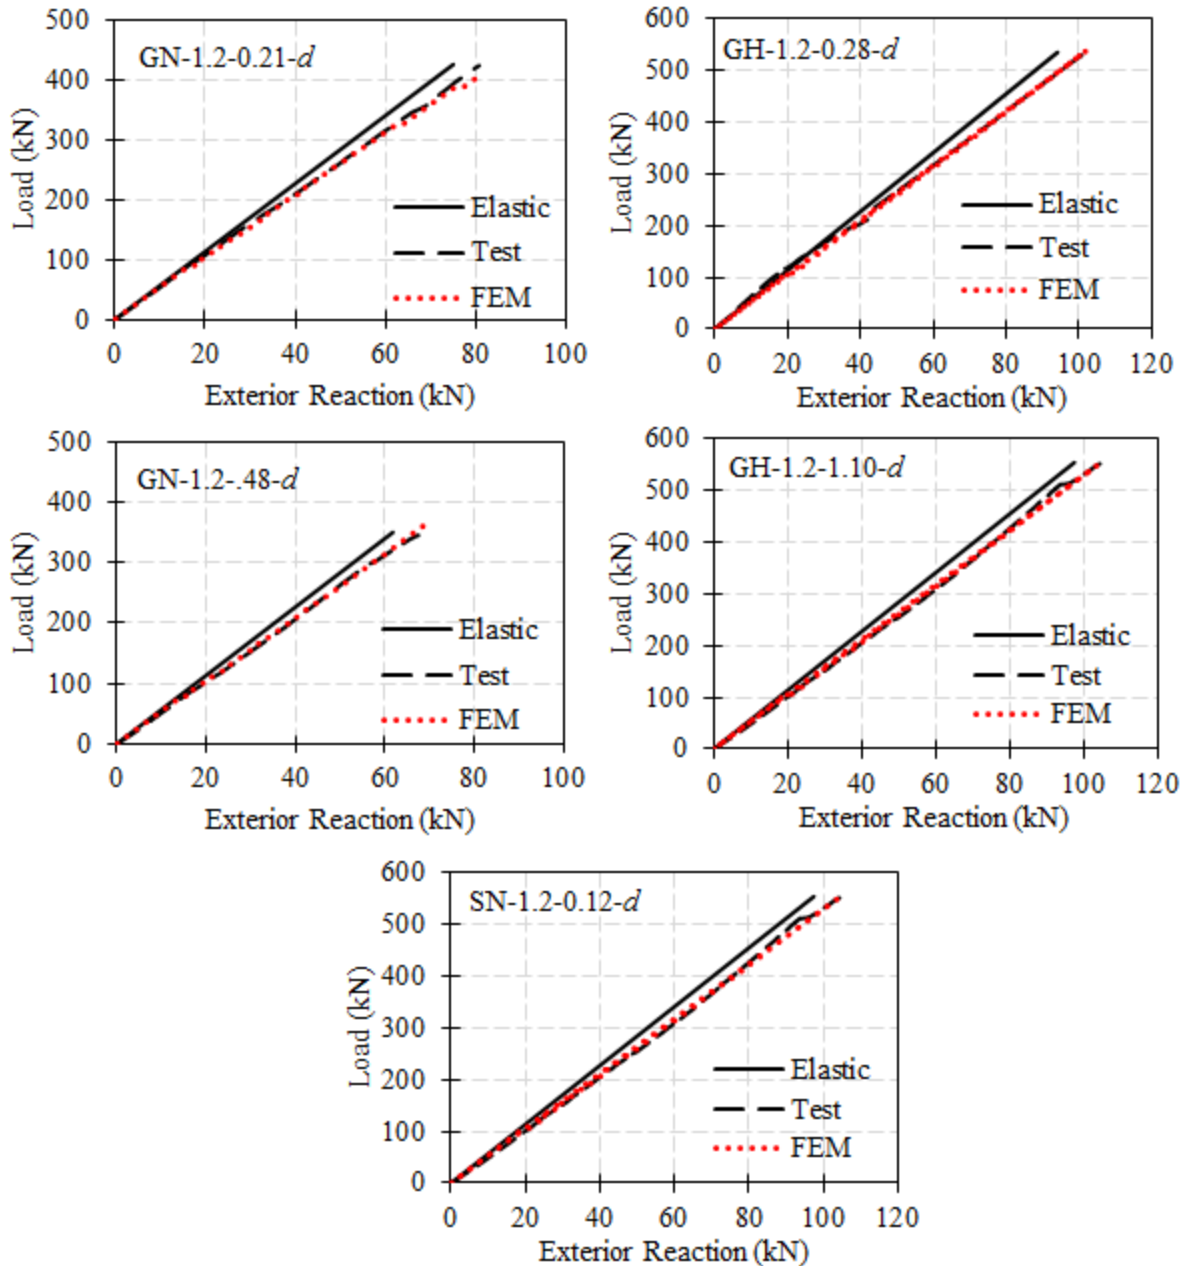 GN-1.2-0.21-d
Load (kN)
500
400
300
200
100
0
Elastic
Test
FEM
0 20 40 60 80 100
Exterior Reaction (kN)
GH-1.2-0.28-d
Load (kN)
600
500
400
300
200
100
0
Elastic
Test
FEM
0 20 40 60 80 100 120
Exterior Reaction (kN)
GN-1.2-.48-d
Load (kN)
500
400
300
200
100
0
Elastic
Test
FEM
0 20 40 60 80 100
Exterior Reaction (kN)
GH-1.2-1.10-d
Load (kN)
600
500
400
300
200
100
0
Elastic
Test
FEM
0 20 40 60 80 100 120
Exterior Reaction (kN)
SN-1.2-0.12-d
Load (kN)
600
500
400
300
200
100
0
Elastic
Test
FEM
0 20 40 60 80 100 120
Exterior Reaction (kN)